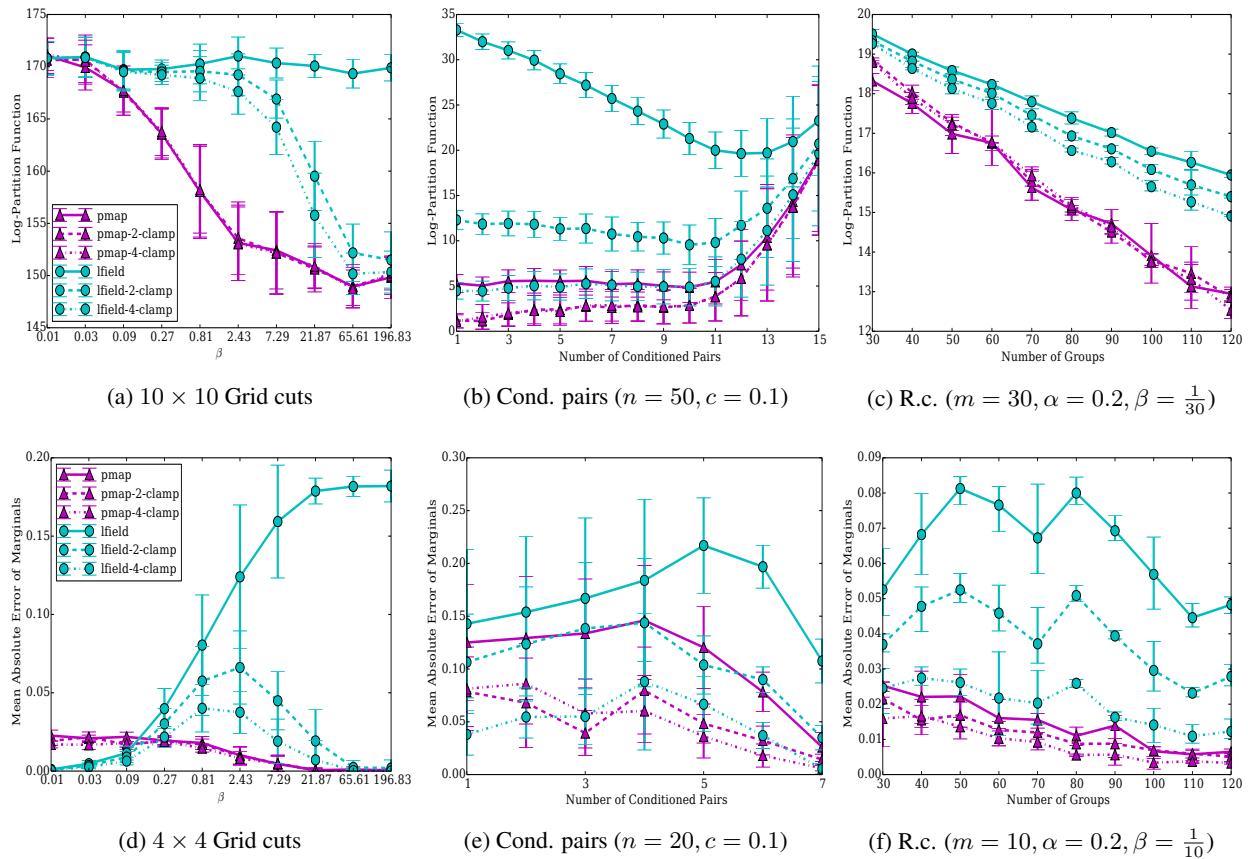 175
170
165
160
155
150
145
Log-Partition Function
pmap
pmap-2-clamp
pmap-4-clamp
lfield
lfield-2-clamp
lfield-4-clamp
0.01 0.03 0.09 0.27 0.81 2.43 7.29 21.87 65.61 196.83
β
(a) 10 × 10 Grid cuts
35
30
25
20
15
10
5
0
Log-Partition Function
1 3 5 7 9 11 13 15
Number of Conditioned Pairs
(b) Cond. pairs (n = 50, c = 0.1)
20
19
18
17
16
15
14
13
12
Log-Partition Function
30 40 50 60 70 80 90 100 110 120
Number of Groups
(c) R.c. (m = 30, α = 0.2, β = 1/30)
0.20
0.15
0.10
0.05
0.00
Mean Absolute Error of Marginals
pmap
pmap-2-clamp
pmap-4-clamp
lfield
lfield-2-clamp
lfield-4-clamp
0.01 0.03 0.09 0.27 0.81 2.43 7.29 21.87 65.61 196.83
β
(d) 4 × 4 Grid cuts
0.30
0.25
0.20
0.15
0.10
0.05
0.00
Mean Absolute Error of Marginals
1 3 5 7
Number of Conditioned Pairs
(e) Cond. pairs (n = 20, c = 0.1)
0.09
0.08
0.07
0.06
0.05
0.04
0.03
0.02
0.01
0.00
Mean Absolute Error of Marginals
30 40 50 60 70 80 90 100 110 120
Number of Groups
(f) R.c. (m = 10, α = 0.2, β = 1/10)